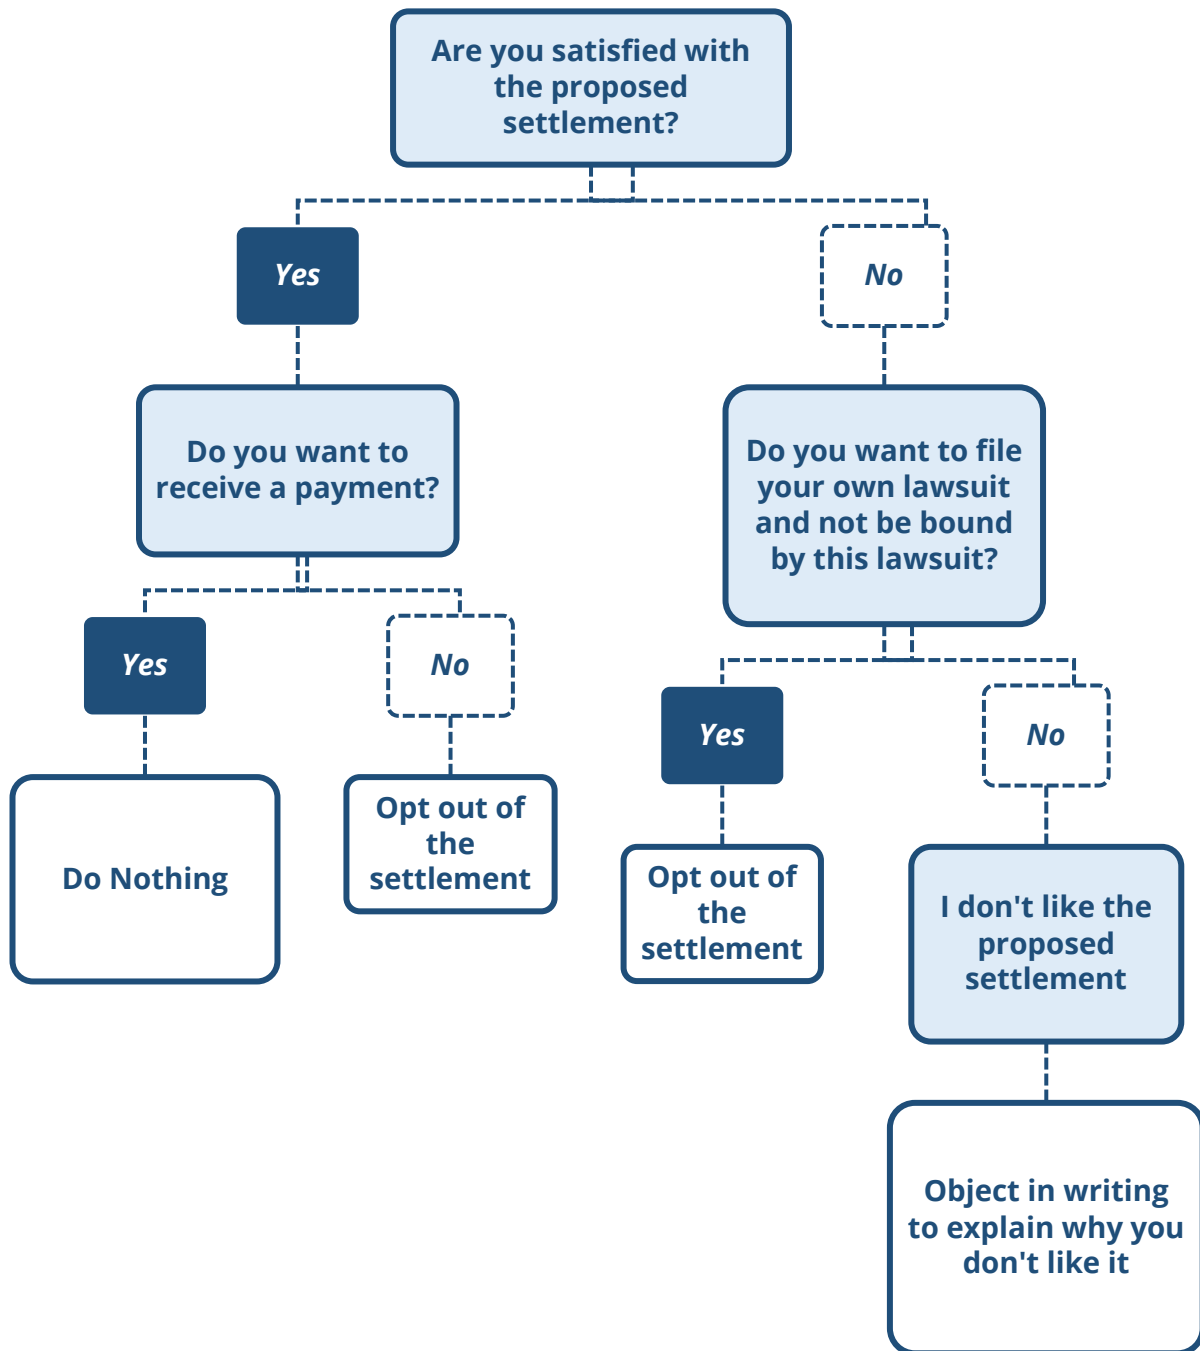 Are you satisfied with
the proposed
settlement?
Yes
No
Do you want to
receive a payment?
Do you want to file
your own lawsuit
and not be bound
by this lawsuit?
Yes
No
Yes
No
Do Nothing
Opt out of
the
settlement
Opt out of
the
settlement
I don't like the
proposed
settlement
Object in writing
to explain why you
don't like it